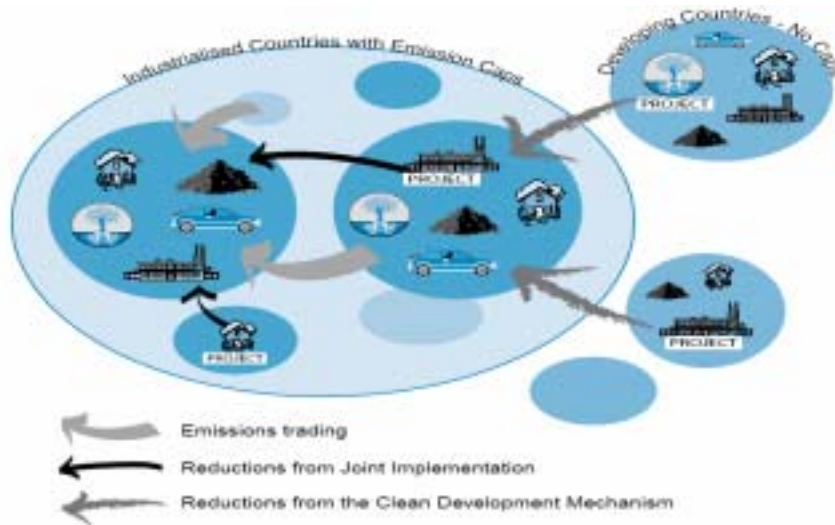 Industrialised Countries with Emission Caps
Developing Countries - No Cap
PROJECT
PROJECT
PROJECT
PROJECT
Emissions trading
Reductions from Joint Implementation
Reductions from the Clean Development Mechanism